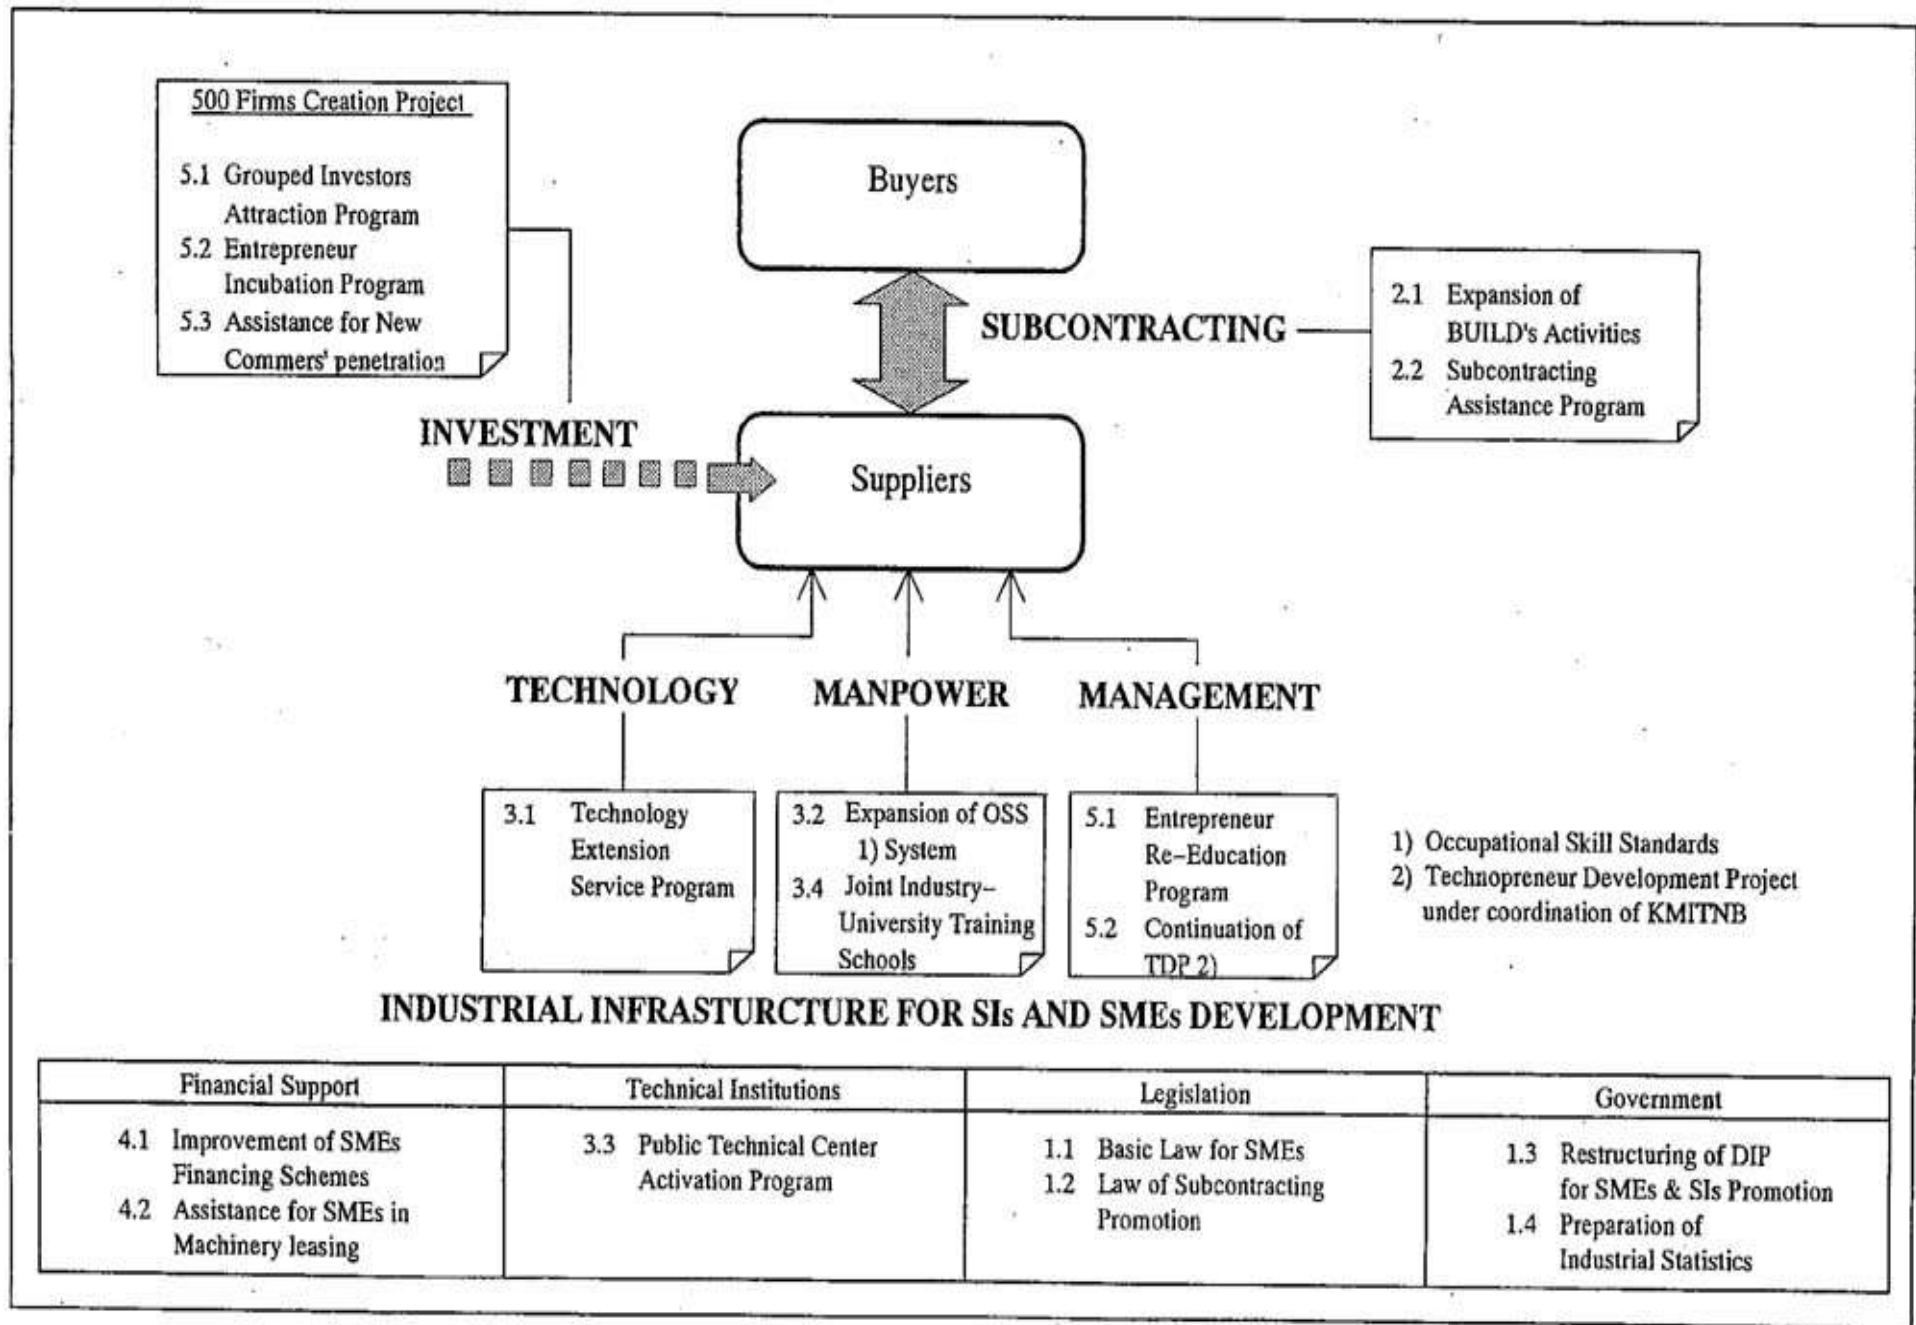 500 Firms Creation Project
5.1 Grouped Investors
Attraction Program
5.2 Entrepreneur
Incubation Program
5.3 Assistance for New
Commers' penetration
Buyers
SUBCONTRACTING
2.1 Expansion of
BUILD's Activities
2.2 Subcontracting
Assistance Program
INVESTMENT
Suppliers
TECHNOLOGY
MANPOWER
MANAGEMENT
3.1 Technology
Extension
Service Program
3.2 Expansion of OSS
1) System
3.4 Joint Industry–
University Training
Schools
5.1 Entrepreneur
Re–Education
Program
5.2 Continuation of
TDP 2)
1) Occupational Skill Standards
2) Technopreneur Development Project
under coordination of KMITNB
INDUSTRIAL INFRASTURCTURE FOR SIs AND SMEs DEVELOPMENT
Financial Support
4.1 Improvement of SMEs
Financing Schemes
4.2 Assistance for SMEs in
Machinery leasing
Technical Institutions
3.3 Public Technical Center
Activation Program
Legislation
1.1 Basic Law for SMEs
1.2 Law of Subcontracting
Promotion
Government
1.3 Restructuring of DIP
for SMEs & SIs Promotion
1.4 Preparation of
Industrial Statistics